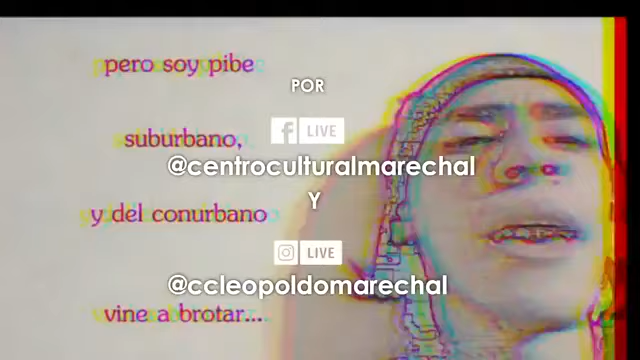 pero soy pibe
POR
suburbano,
f LIVE
@centroculturalmarechal
Y
y del conurbano
LIVE
@ccleopoldomarechal
vine a brotar...